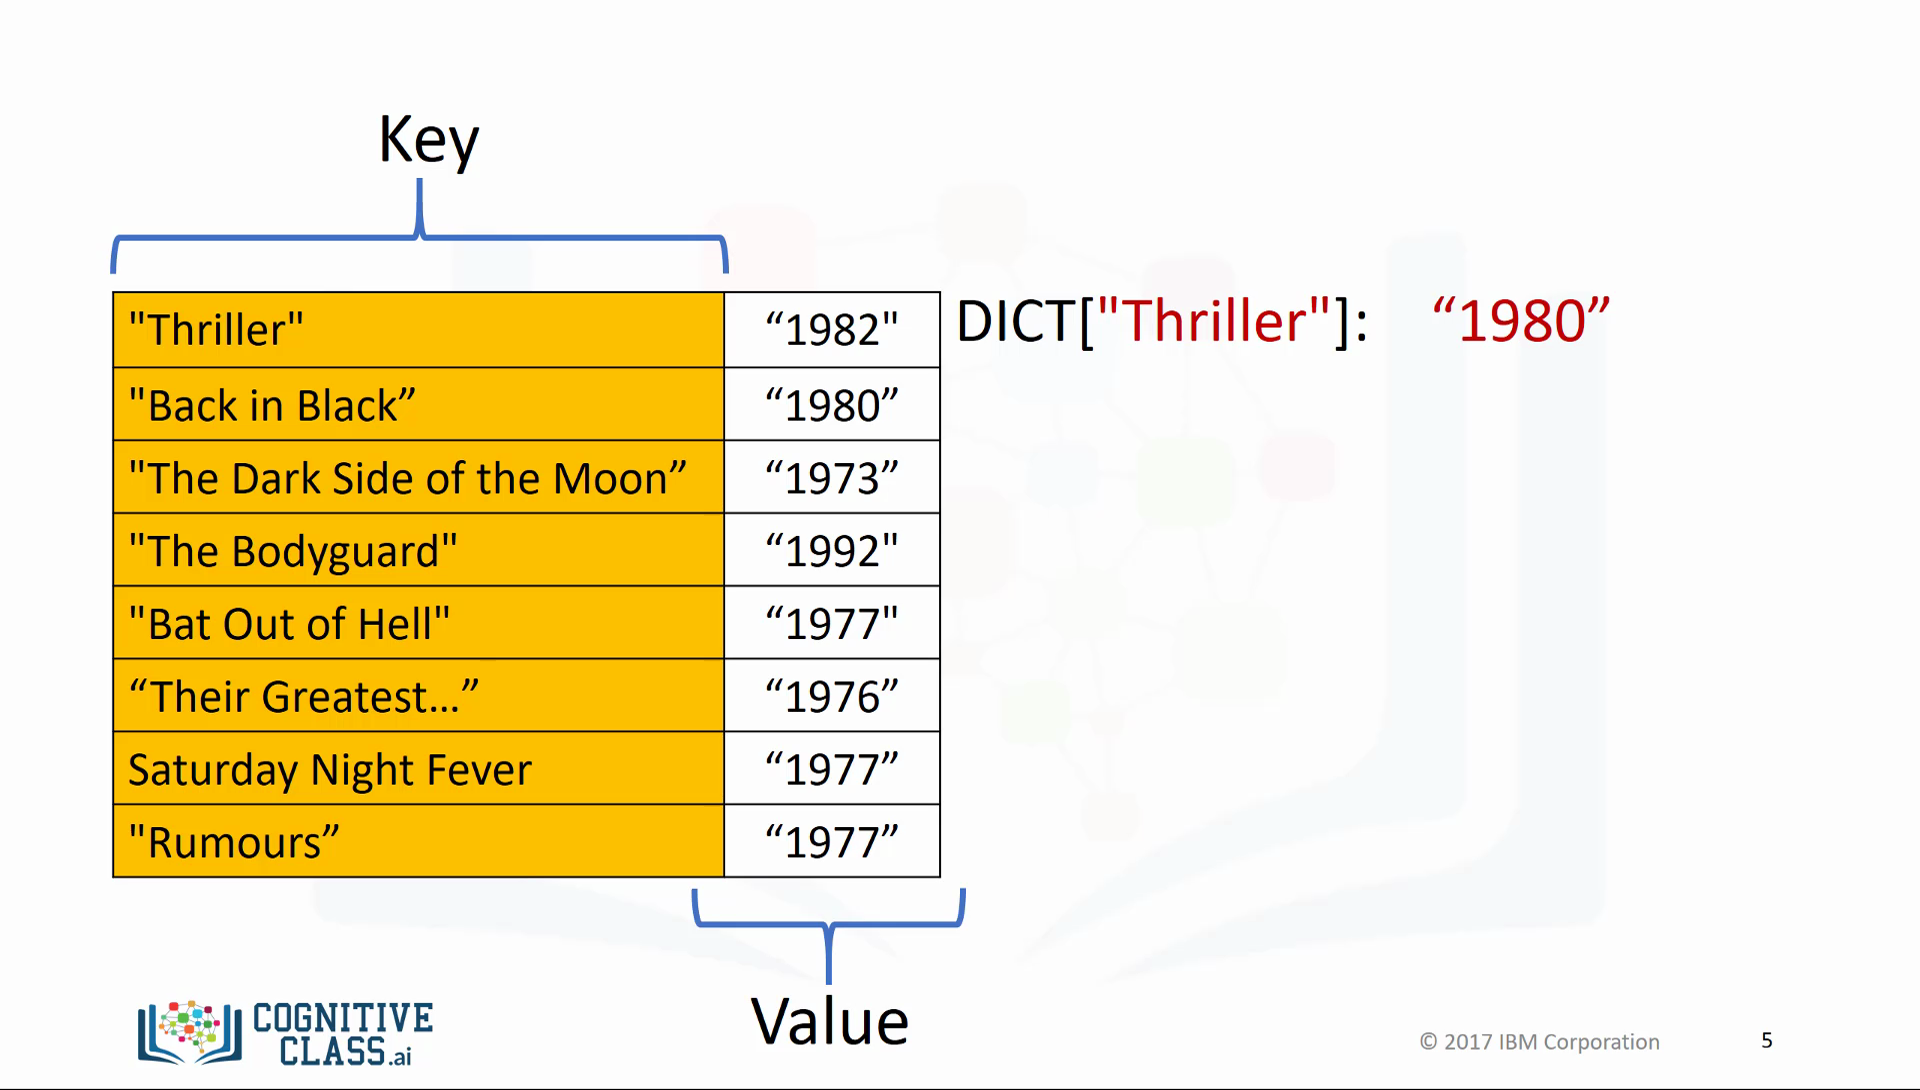 Key
"Thriller" “1982" DICT["Thriller"]: “1980”
"Back in Black” “1980”
"The Dark Side of the Moon” “1973”
"The Bodyguard" “1992"
"Bat Out of Hell" “1977"
“Their Greatest...” “1976”
Saturday Night Fever “1977”
"Rumours” “1977”
Value
COGNITIVE
CLASS.ai
© 2017 IBM Corporation 5